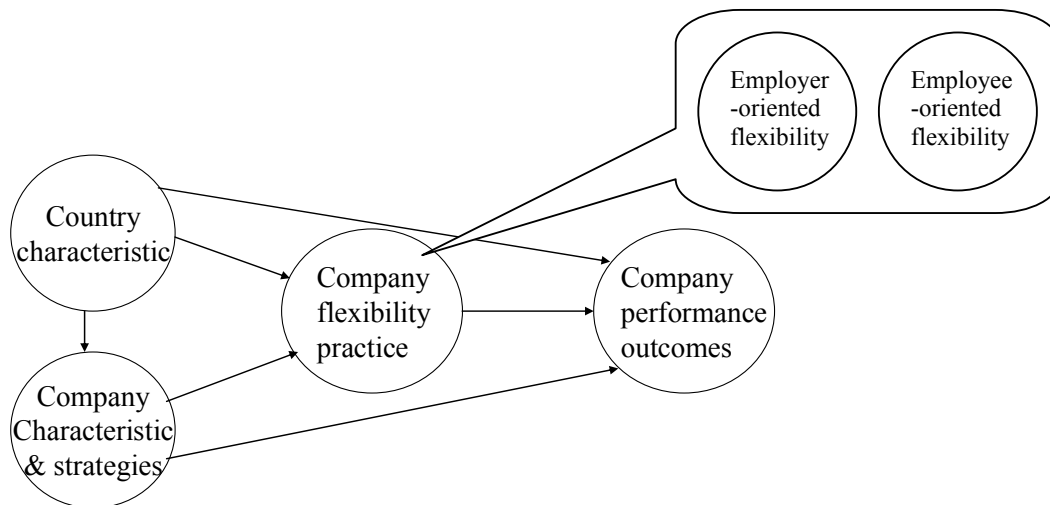 Employer
-oriented
flexibility
Employee
-oriented
flexibility
Country
characteristic
Company
flexibility
practice
Company
performance
outcomes
Company
Characteristic
& strategies